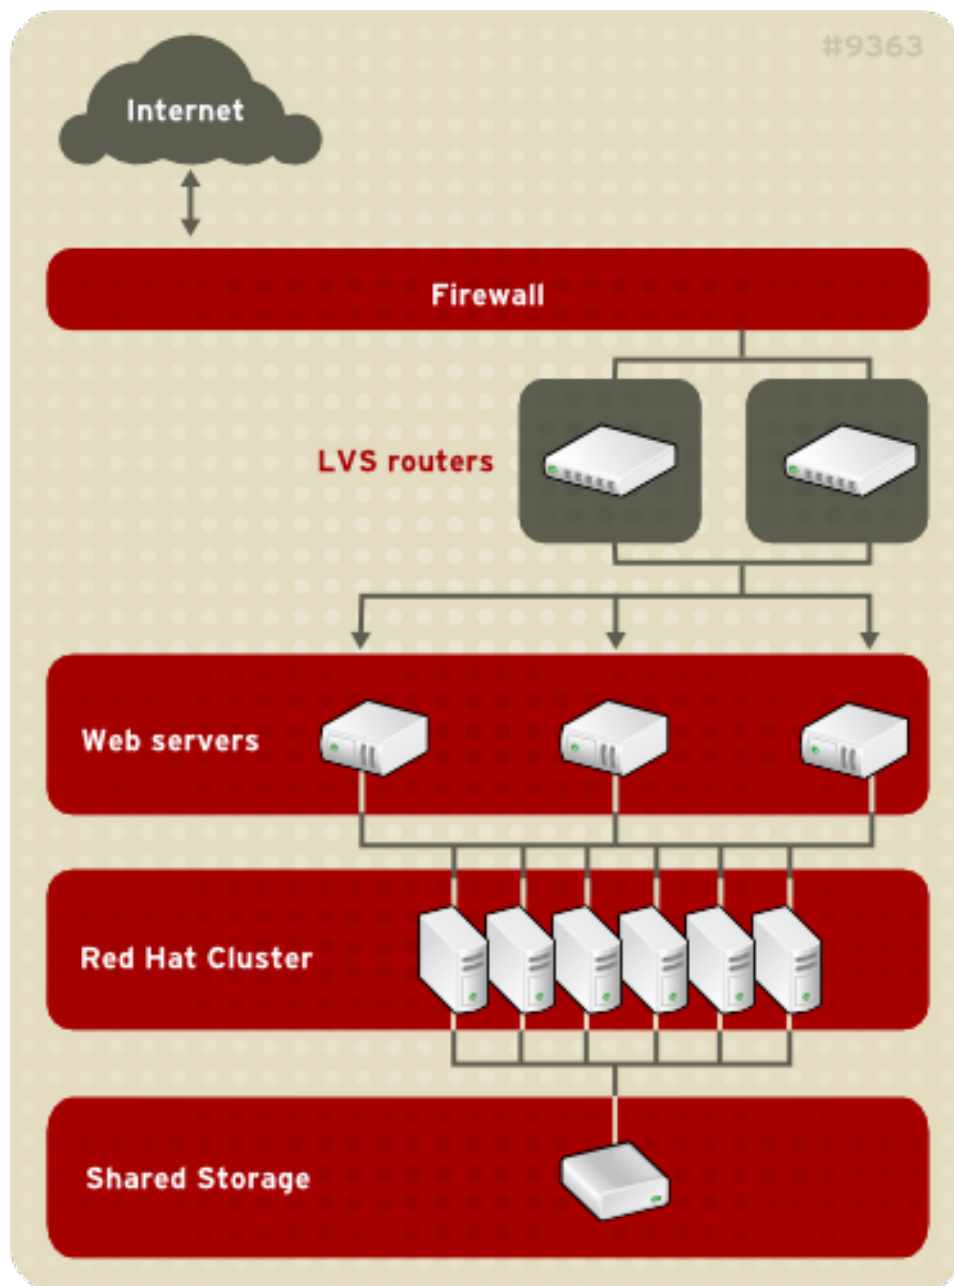 #9363
Internet
Firewall
LVS routers
Web servers
Red Hat Cluster
Shared Storage